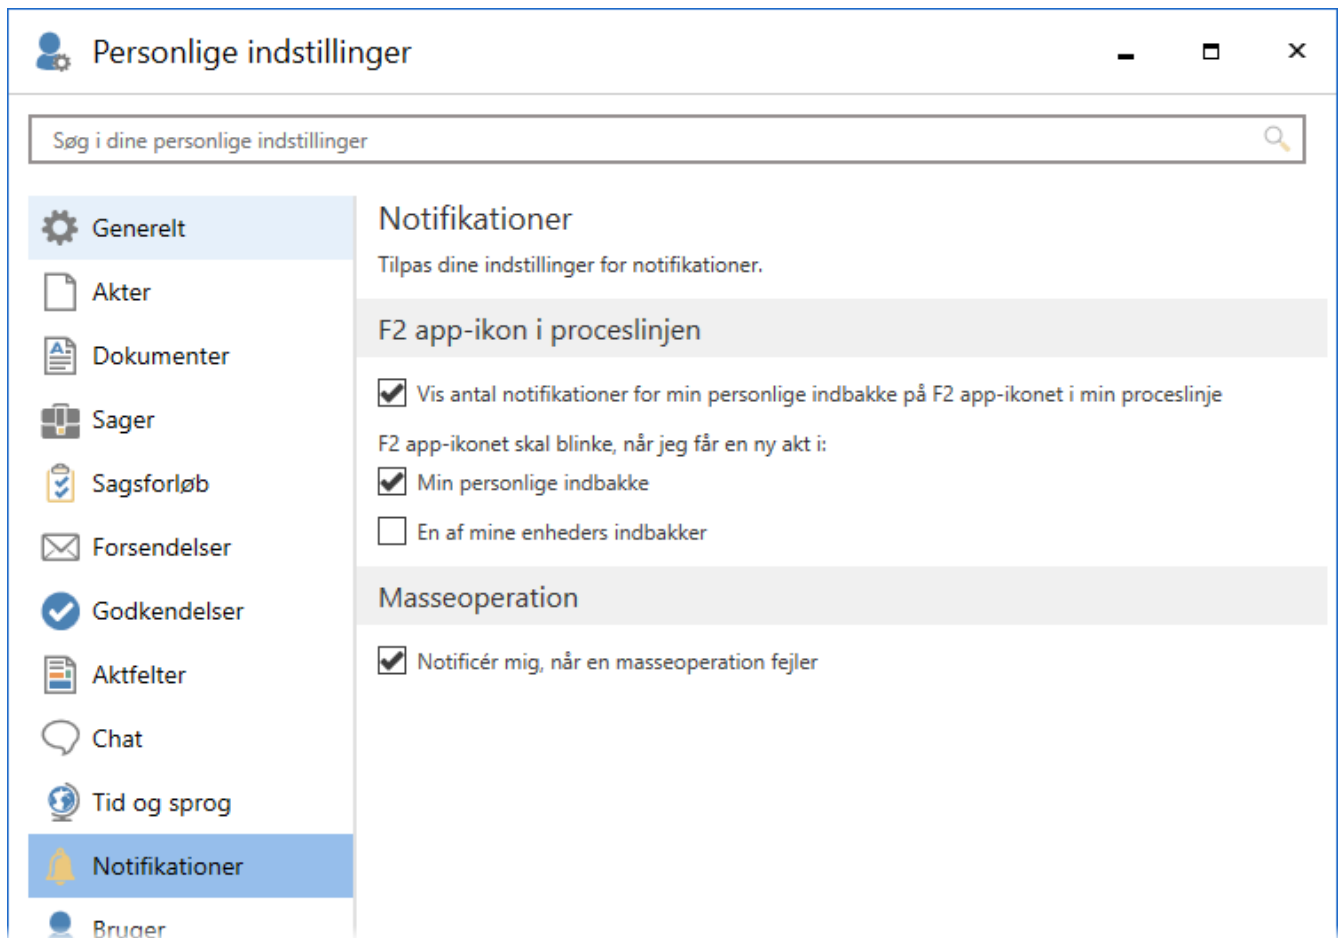 Personlige indstillinger
Søg i dine personlige indstillinger
Generelt
Akter
Dokumenter
Sager
Sagsforløb
Forsendelser
Godkendelser
Aktfelter
Chat
Tid og sprog
Notifikationer
Bruger
Notifikationer
Tilpas dine indstillinger for notifikationer.
F2 app-ikon i proceslinjen
Vis antal notifikationer for min personlige indbakke på F2 app-ikonet i min proceslinje
F2 app-ikonet skal blinke, når jeg får en ny akt i:
Min personlige indbakke
En af mine enheders indbakker
Masseoperation
Notificér mig, når en masseoperation fejler